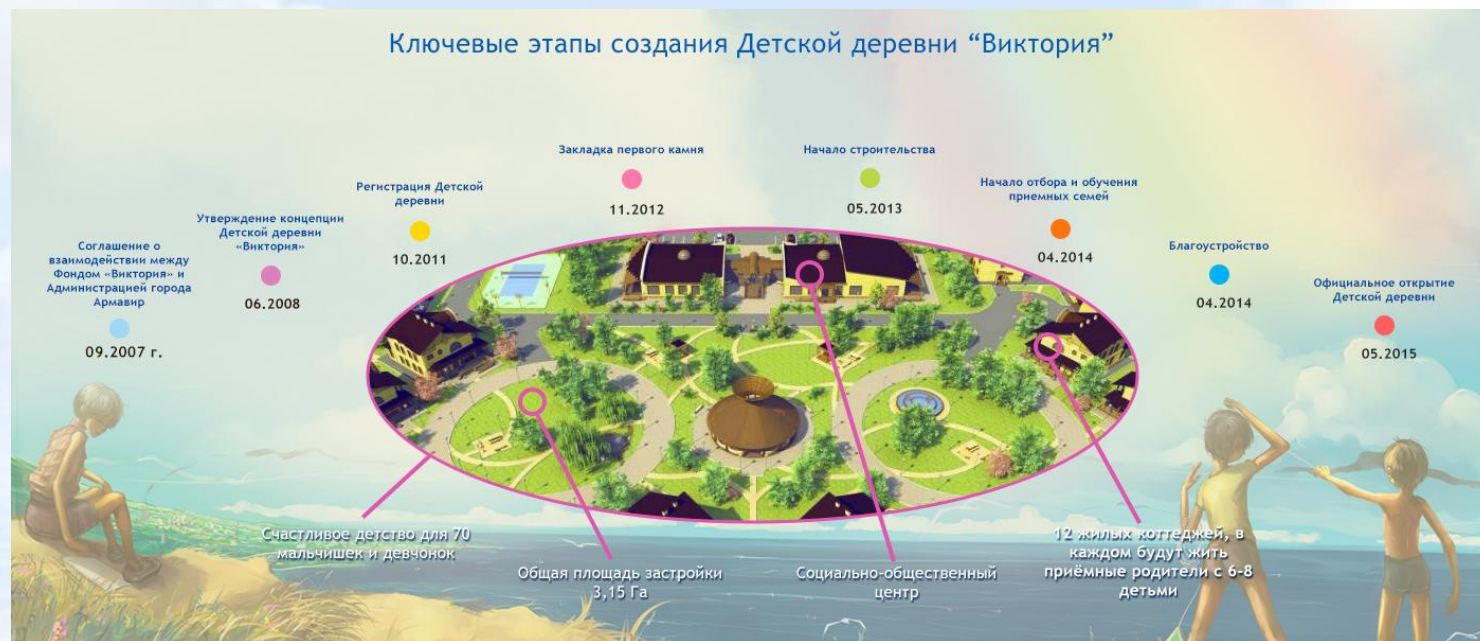 Ключевые этапы создания Детской деревни “Виктория”
Соглашение о
взаимодействии между
Фондом «Виктория» и
Администрацией города
Армавир
09.2007 г.
Утверждение концепции
Детской деревни
«Виктория»
06.2008
Регистрация Детской
деревни
10.2011
Закладка первого камня
11.2012
Начало строительства
05.2013
Начало отбора и обучения
приемных семей
04.2014
Благоустройство
04.2014
Официальное открытие
Детской деревни
05.2015
Счастливое детство для 70
мальчишек и девчонок
Общая площадь застройки
3,15 Га
Социально-общественный
центр
12 жилых коттеджей, в
каждом будут жить
приёмные родители с 6-8
детьми